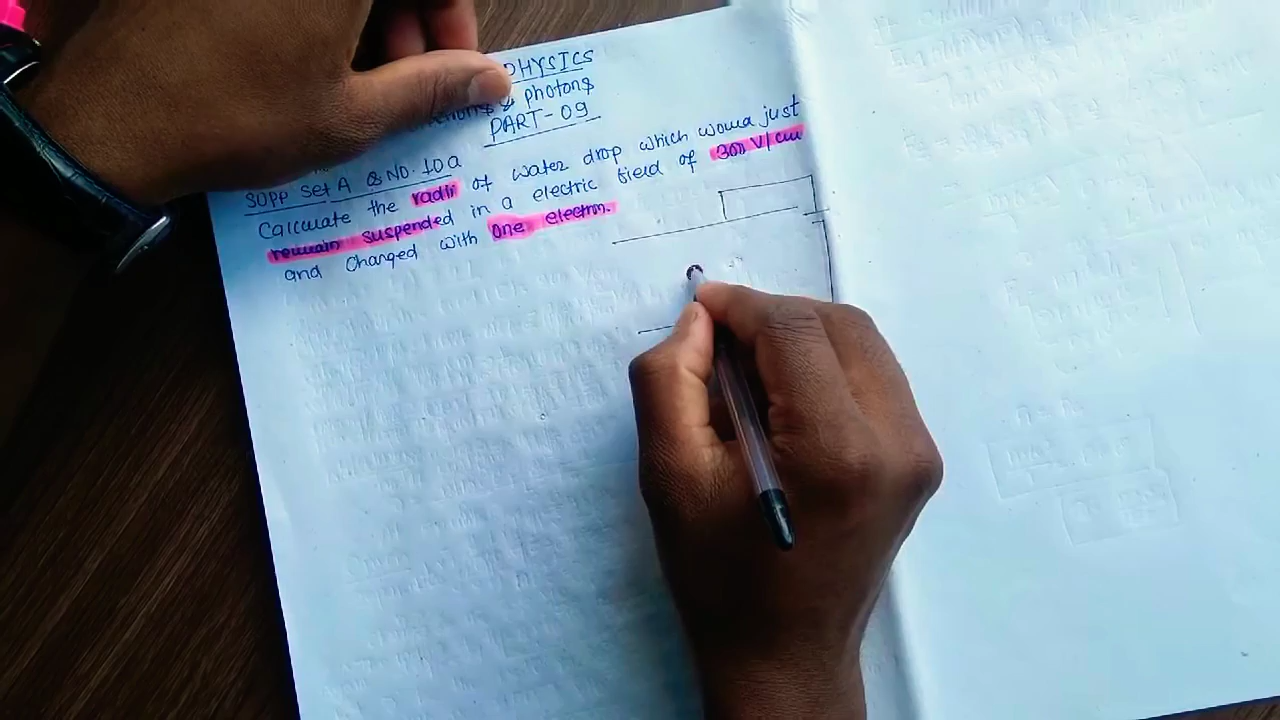 PHYSICS
& photons
PART-09
SUPP Set A Q NO. 10a
Calculate the radii of water drop which would just
remain suspended in a electric field of 300 V/cm
and Charged with One electron.